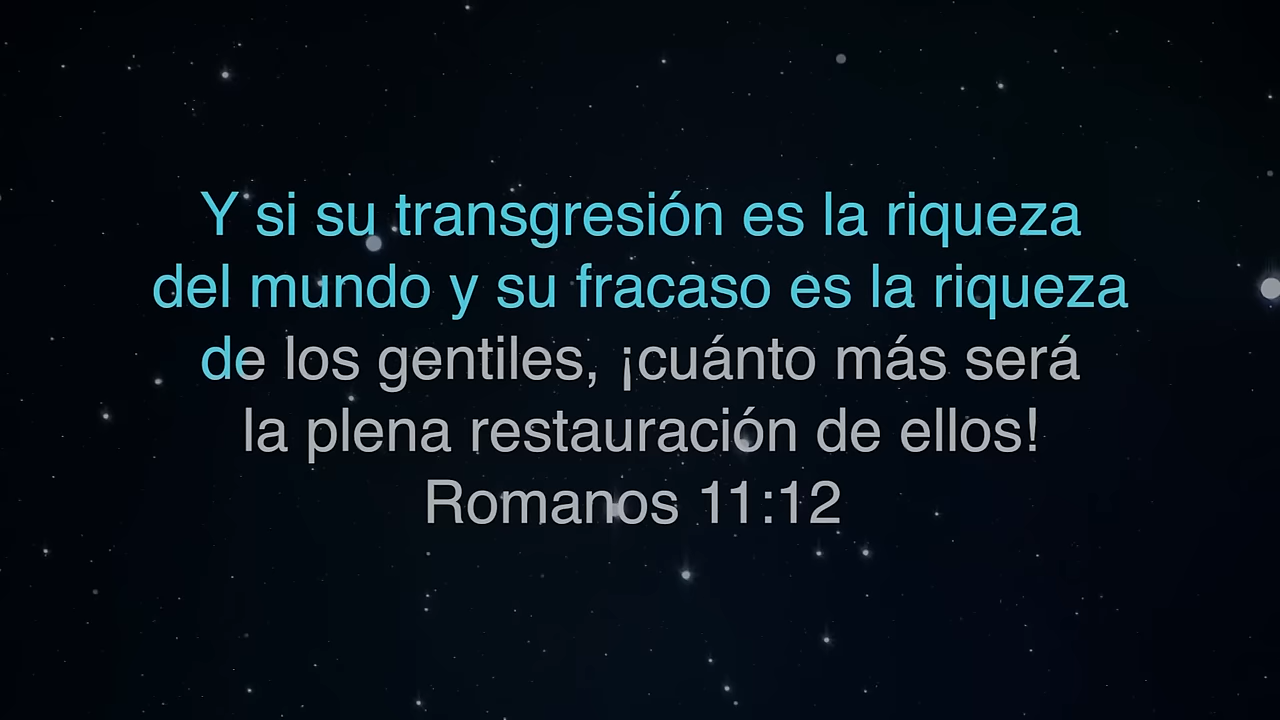 Y si su transgresión es la riqueza
del mundo y su fracaso es la riqueza
de los gentiles, ¡cuánto más será
la plena restauración de ellos!
Romanos 11:12